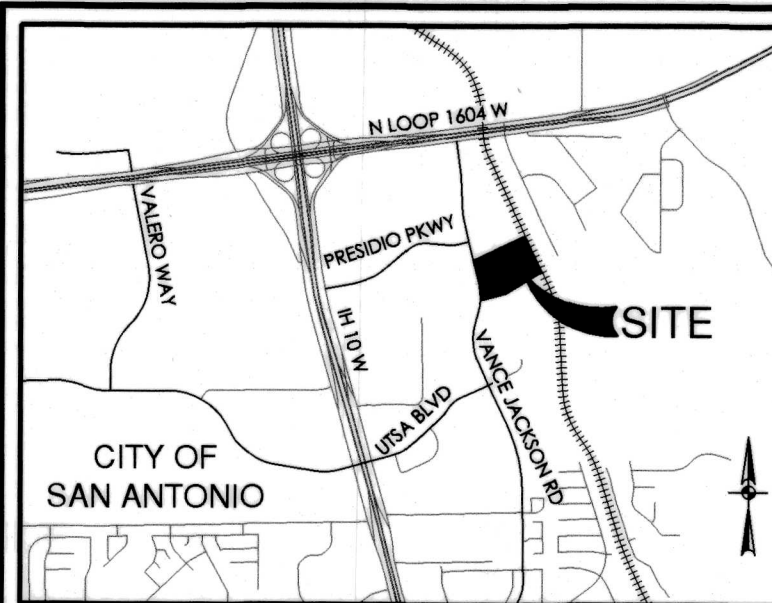 N LOOP 1604 W
VALERO WAY
PRESIDIO PKWY
IH 10 W
SITE
VANCE JACKSON RD
UTSA BLVD
CITY OF
SAN ANTONIO